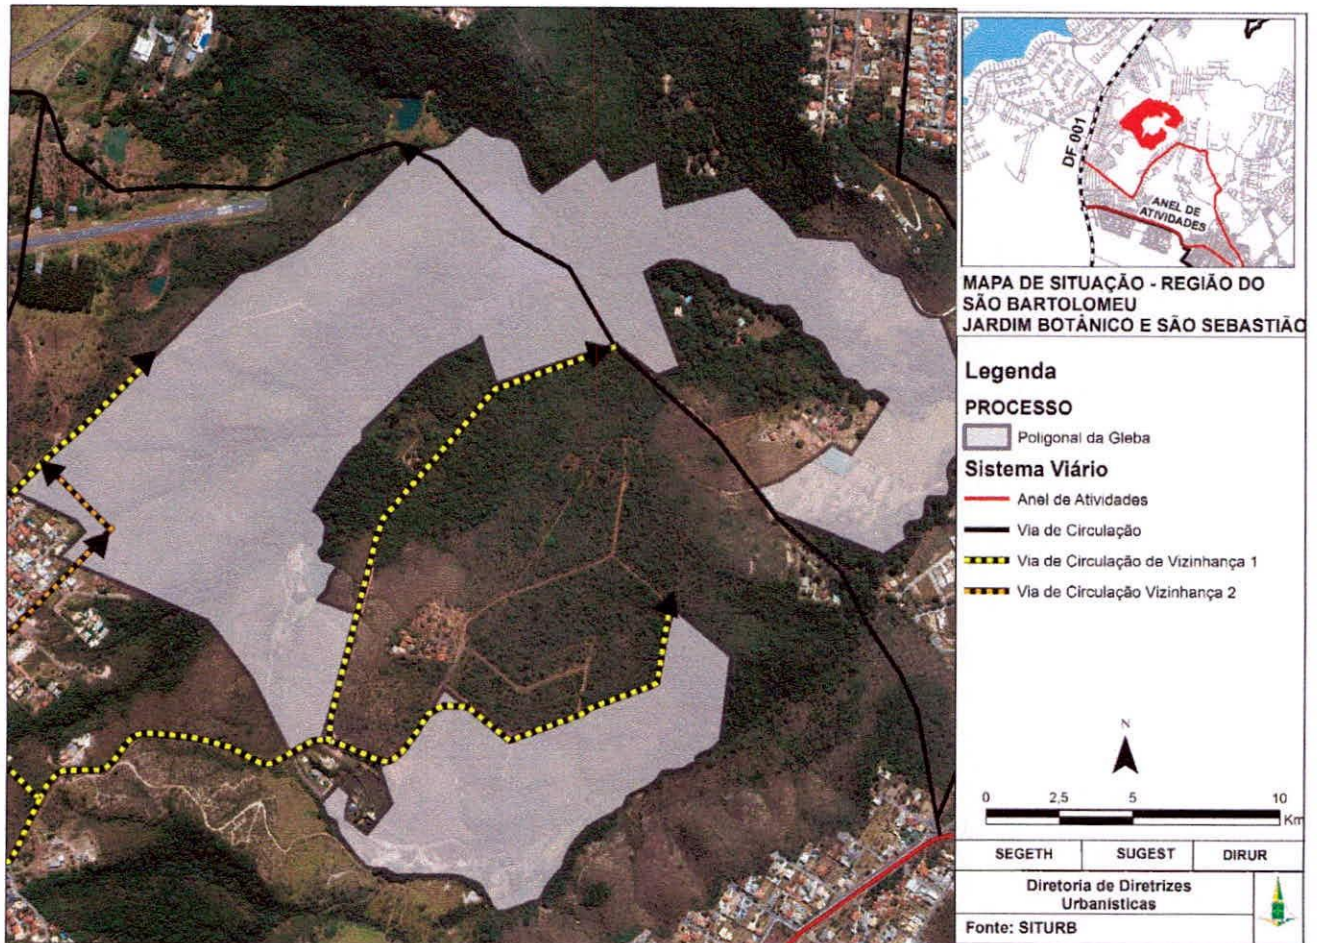 DF 001
ANEL DE
ATIVIDADES
MAPA DE SITUAÇÃO - REGIÃO DO
SÃO BARTOLOMEU
JARDIM BOTÂNICO E SÃO SEBASTIÃO
Legenda
PROCESSO
Poligonal da Gleba
Sistema Viário
Anel de Atividades
Via de Circulação
Via de Circulação de Vizinhança 1
Via de Circulação Vizinhança 2
N
0 2,5 5 10
Km
SEGETH SUGEST DIRUR
Diretoria de Diretrizes
Urbanísticas
Fonte: SITURB